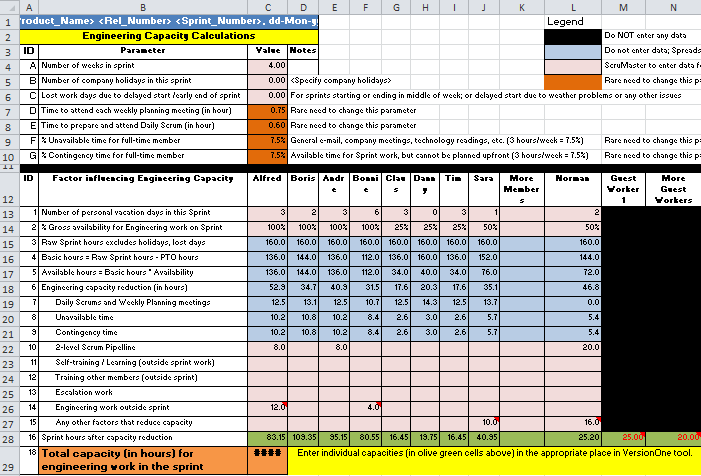 A B C D E F G H I J K L M N
1 Product_Name> <Rel_Number> <Sprint_Number>, dd-Mon-y Legend
2 Engineering Capacity Calculations Do NOT enter any data
3 ID Parameter Value Notes Do not enter data; Spreads
4 A Number of weeks in sprint 4.00 ScruMaster to enter data f
5 B Number of company holidays in this sprint 0.00 <Specify company holidays> Rare need to change this p
6 C Lost work days due to delayed start /early end of sprint 0.00 For sprints starting or ending in middle of week; or delayed start due to weather problems or any other issues
7 D Time to attend each weekly planning meeting (in hour) 0.75 Rare need to change this parameter
8 E Time to prepare and attend Daily Scrum (in hour) 0.60 Rare need to change this parameter
9 F % Unavailable time for full-time member 7.5% General e-mail, company meetings, technology readings, etc. (3 hours/week = 7.5%) Rare need to change this p
10 G % Contingency time for full-time member 7.5% Available time for Sprint work, but cannot be planned upfront (3 hours/week = 7.5%) Rare need to change this p
11
12 ID Factor influencing Engineering Capacity Alfred Boris Andre Bonnie Claus Danny Tim Sara More Members Norman Guest Worker 1 More Guest Workers
13 1 Number of personal vacation days in this Sprint 3 2 3 6 3 0 3 1 2
14 2 % Gross availability for Engineering work on Sprint 100% 100% 100% 100% 25% 25% 25% 50% 50%
15 3 Raw Sprint hours excludes holidays, lost days 160.0 160.0 160.0 160.0 160.0 160.0 160.0 160.0 160.0
16 4 Basic hours = Raw Sprint hours - PTO hours 136.0 144.0 136.0 112.0 136.0 160.0 136.0 152.0 144.0
17 5 Available hours = Basic hours * Availability 136.0 144.0 136.0 112.0 34.0 40.0 34.0 76.0 72.0
18 6 Engineering capacity reduction (in hours) 52.9 34.7 40.9 31.5 17.6 20.3 17.6 35.1 46.8
19 7 Daily Scrums and Weekly Planning meetings 12.5 13.1 12.5 10.7 12.5 14.3 12.5 13.7 0.0
20 8 Unavailable time 10.2 10.8 10.2 8.4 2.6 3.0 2.6 5.7 5.4
21 9 Contingency time 10.2 10.8 10.2 8.4 2.6 3.0 2.6 5.7 5.4
22 10 2-level Scrum Pipelline 8.0 8.0 20.0
23 11 Self-training / Learning (outside sprint work)
24 12 Training other members (outside sprint)
25 13 Escalation work
26 14 Engineering work outside sprint 12.0 4.0
27 15 Any other factors that reduce capacity 10.0 16.0
28 16 Sprint hours after capacity reduction 83.15 109.35 95.15 80.55 16.45 19.75 16.45 40.95 25.20 25.00 20.00
29 18 Total capacity (in hours) for engineering work in the sprint #### Enter individual capacities (in olive green cells above) in the appropriate place in VersionOne tool.